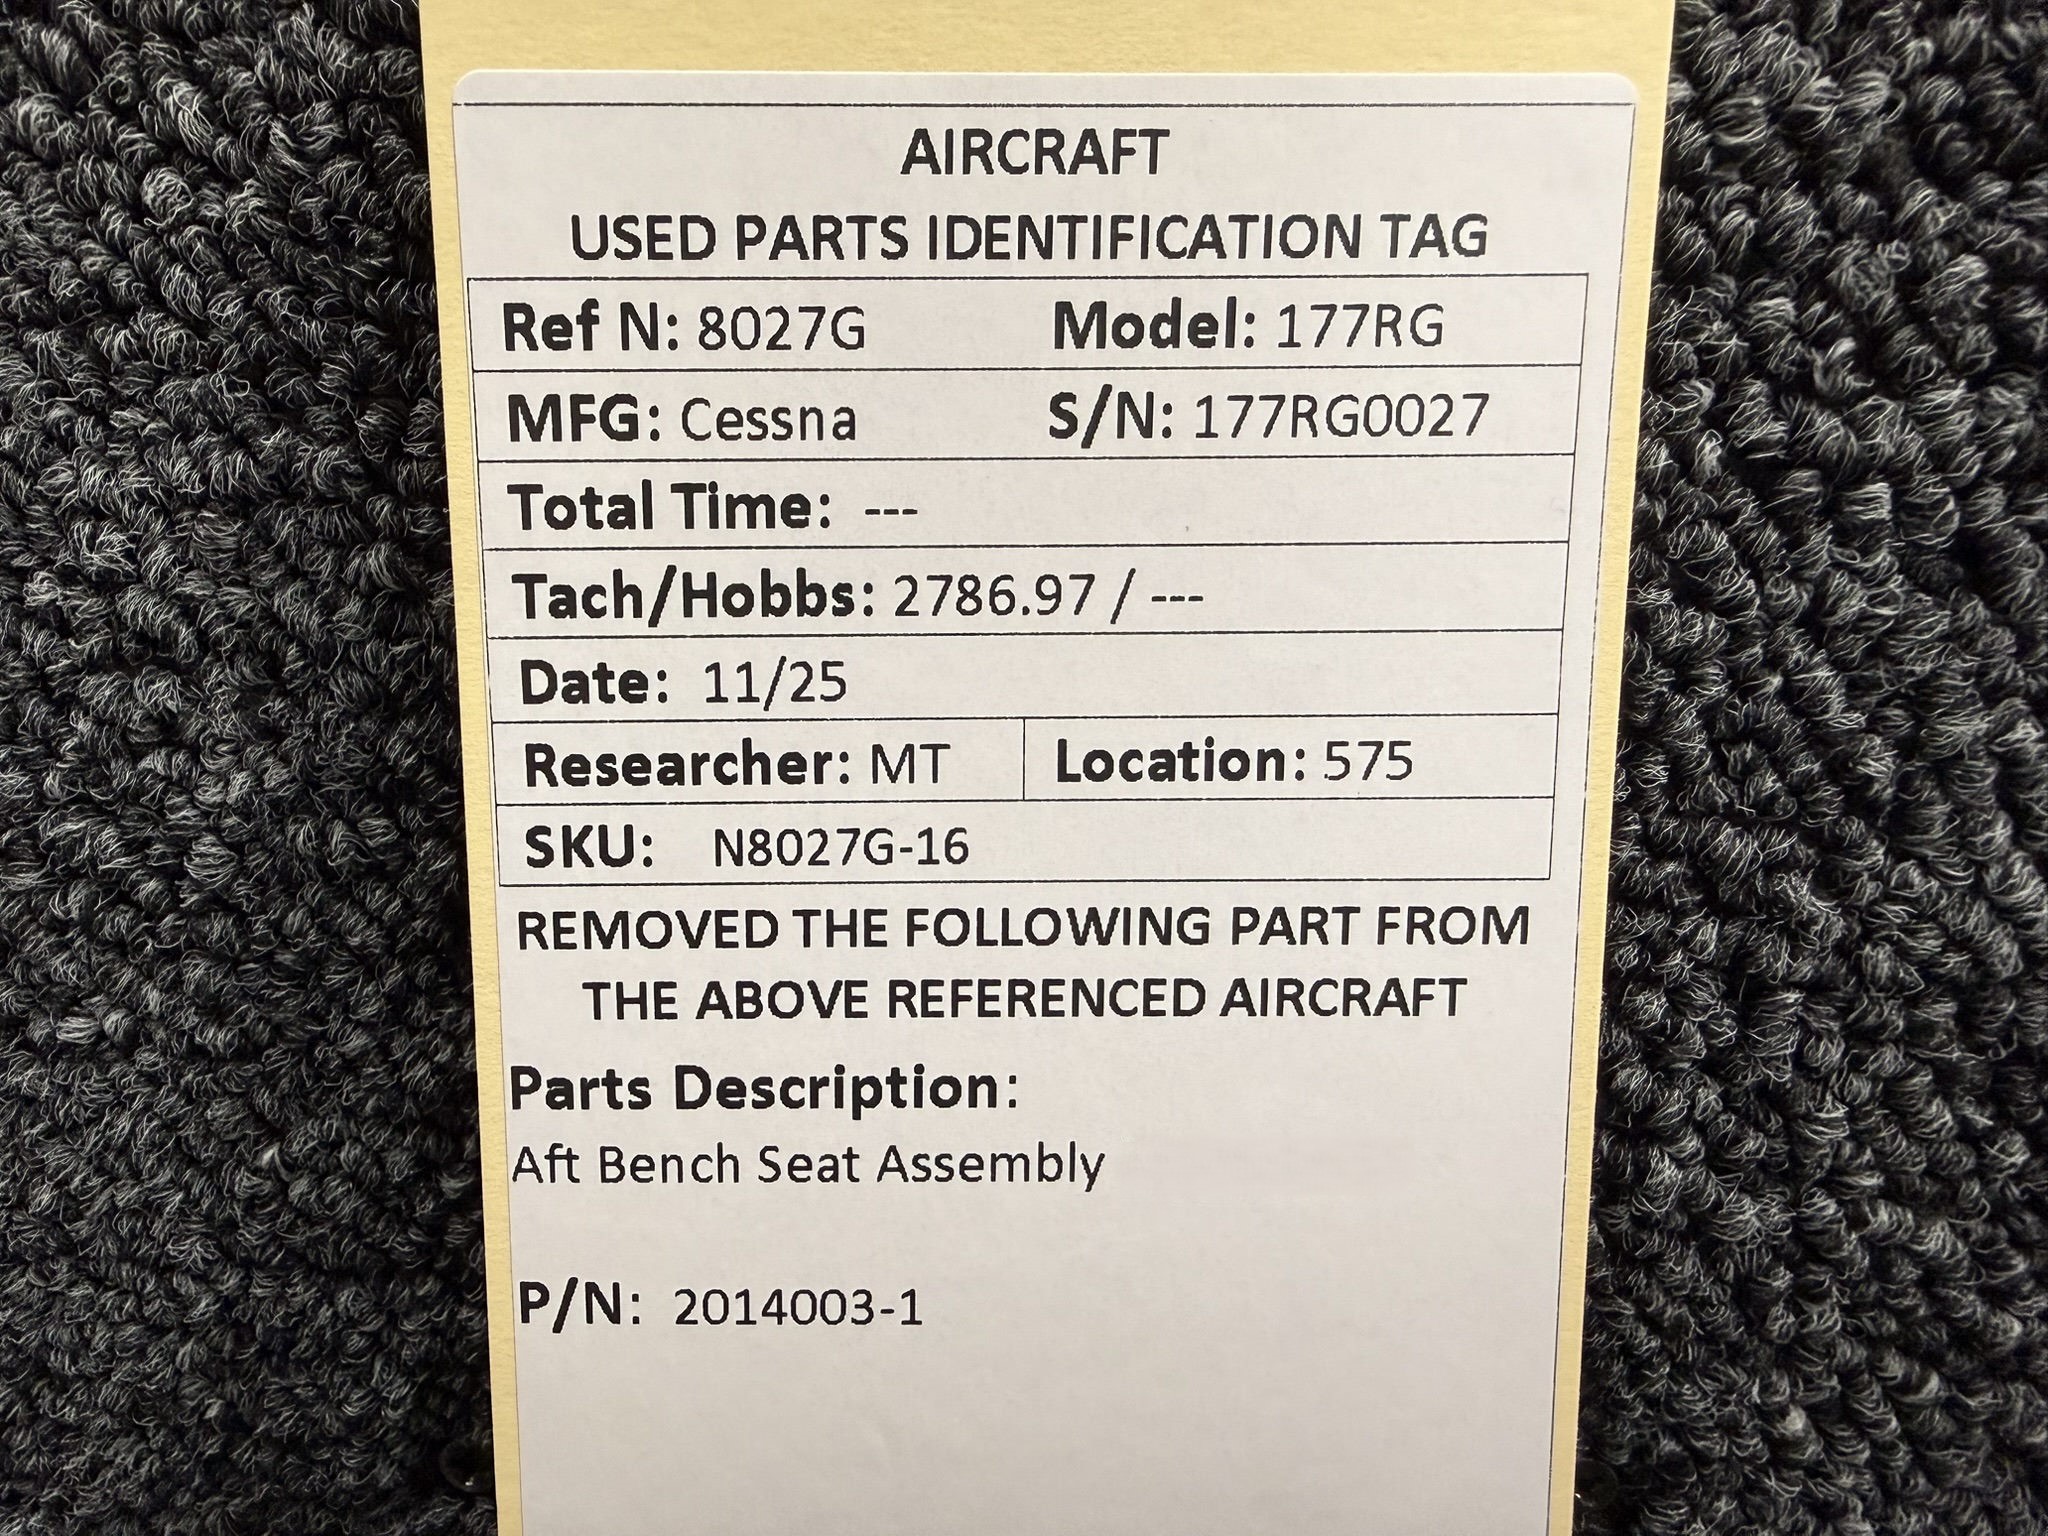 AIRCRAFT
USED PARTS IDENTIFICATION TAG
Ref N: 8027G Model: 177RG
MFG: Cessna S/N: 177RG0027
Total Time: ---
Tach/Hobbs: 2786.97 / ---
Date: 11/25
Researcher: MT Location: 575
SKU: N8027G-16
REMOVED THE FOLLOWING PART FROM
THE ABOVE REFERENCED AIRCRAFT
Parts Description:
Aft Bench Seat Assembly
P/N: 2014003-1